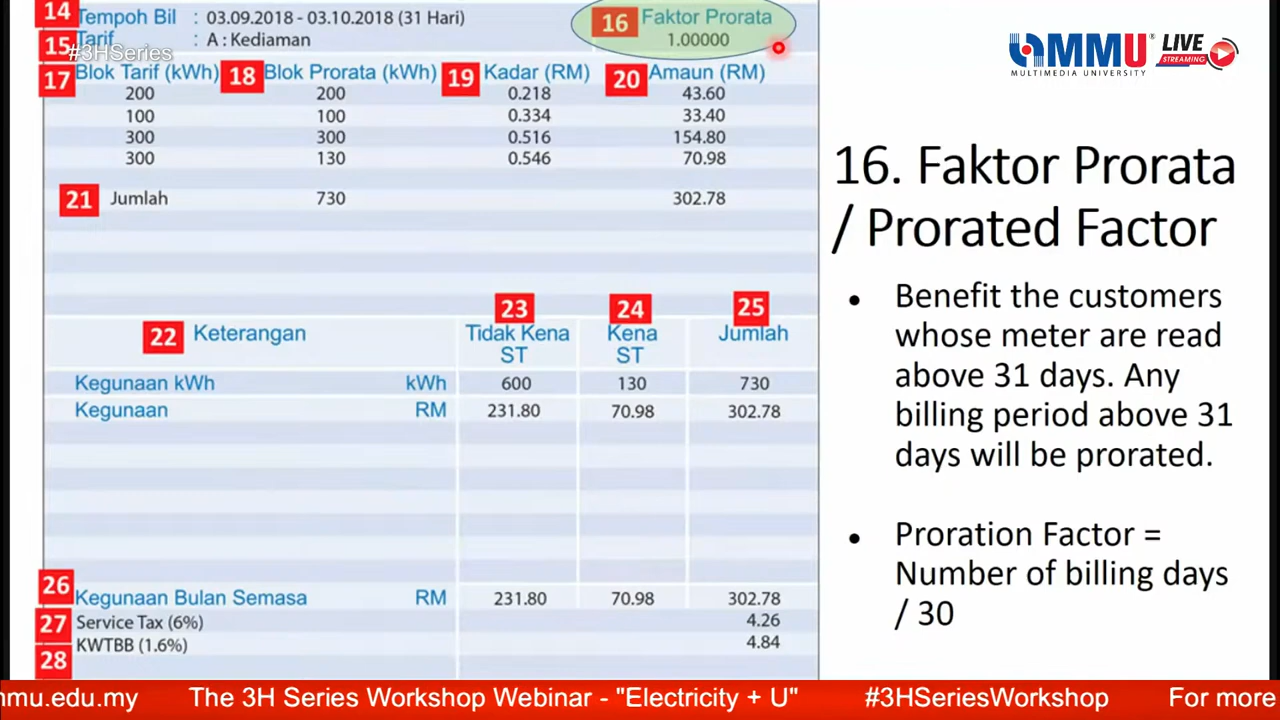 14 Tempoh Bil : 03.09.2018 - 03.10.2018 (31 Hari)
16 Faktor Prorata
15 Tarif : A : Kediaman
1.00000
#3HSeries
MMU LIVE
STREAMING
MULTIMEDIA UNIVERSITY
17 Blok Tarif (kWh) 18 Blok Prorata (kWh) 19 Kadar (RM) 20 Amaun (RM)
200 200 0.218 43.60
100 100 0.334 33.40
300 300 0.516 154.80
300 130 0.546 70.98
21 Jumlah 730 302.78
23 24 25
22 Keterangan Tidak Kena Kena Jumlah
ST ST
Kegunaan kWh kWh 600 130 730
Kegunaan RM 231.80 70.98 302.78
26 Kegunaan Bulan Semasa RM 231.80 70.98 302.78
27 Service Tax (6%) 4.26
28 KWTBB (1.6%) 4.84
16. Faktor Prorata
/ Prorated Factor
• Benefit the customers
whose meter are read
above 31 days. Any
billing period above 31
days will be prorated.
• Proration Factor =
Number of billing days
/ 30
mmu.edu.my The 3H Series Workshop Webinar - "Electricity + U" #3HSeriesWorkshop For more